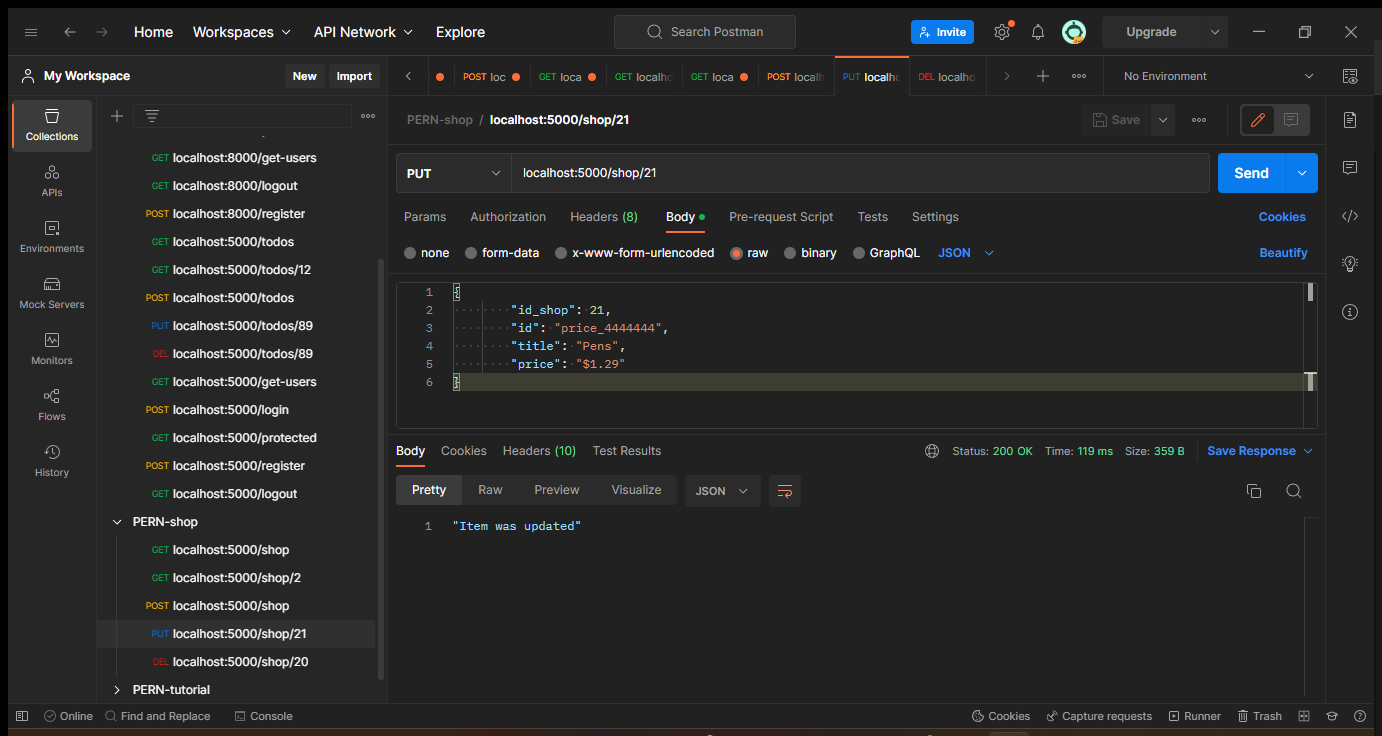 Home Workspaces API Network Explore Search Postman Invite Upgrade
My Workspace New Import
POST loc GET loca GET localho GET loca POST localh PUT localho DEL localho No Environment
Collections
APIs
Environments
Mock Servers
Monitors
Flows
History
GET localhost:8000/get-users
GET localhost:8000/logout
POST localhost:8000/register
GET localhost:5000/todos
GET localhost:5000/todos/12
POST localhost:5000/todos
PUT localhost:5000/todos/89
DEL localhost:5000/todos/89
GET localhost:5000/get-users
POST localhost:5000/login
GET localhost:5000/protected
POST localhost:5000/register
GET localhost:5000/logout
PERN-shop
GET localhost:5000/shop
GET localhost:5000/shop/2
POST localhost:5000/shop
PUT localhost:5000/shop/21
DEL localhost:5000/shop/20
PERN-tutorial
PERN-shop / localhost:5000/shop/21 Save
PUT localhost:5000/shop/21 Send
Params Authorization Headers (8) Body Pre-request Script Tests Settings Cookies
none form-data x-www-form-urlencoded raw binary GraphQL JSON Beautify
1 {
2 "id_shop": 21,
3 "id": "price_4444444",
4 "title": "Pens",
5 "price": "$1.29"
6 }
Body Cookies Headers (10) Test Results Status: 200 OK Time: 119 ms Size: 359 B Save Response
Pretty Raw Preview Visualize JSON
1 "Item was updated"
Online Find and Replace Console Cookies Capture requests Runner Trash